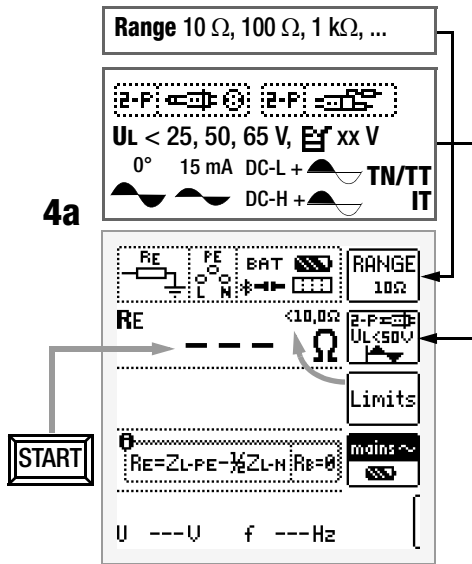 Range 10 Ω, 100 Ω, 1 kΩ, ...
2-P 2-P
UL < 25, 50, 65 V, xx V
0° 15 mA DC-L + TN/TT
DC-H + IT
4a
RE PE BAT RANGE
L N 10Ω
RE <10,0Ω 2-P
--- Ω UL<50V
Limits
START
mains~
RE=ZL-PE-½ZL-N RB=0
U ---V f ---Hz